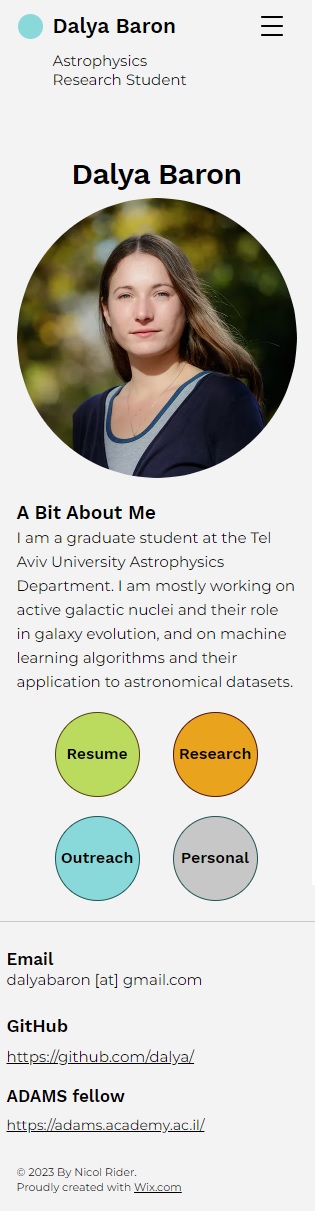 Dalya Baron
Astrophysics
Research Student
Dalya Baron
A Bit About Me
I am a graduate student at the Tel
Aviv University Astrophysics
Department. I am mostly working on
active galactic nuclei and their role
in galaxy evolution, and on machine
learning algorithms and their
application to astronomical datasets.
Resume
Research
Outreach
Personal
Email
dalyabaron [at] gmail.com
GitHub
https://github.com/dalya/
ADAMS fellow
https://adams.academy.ac.il/
© 2023 By Nicol Rider.
Proudly created with Wix.com